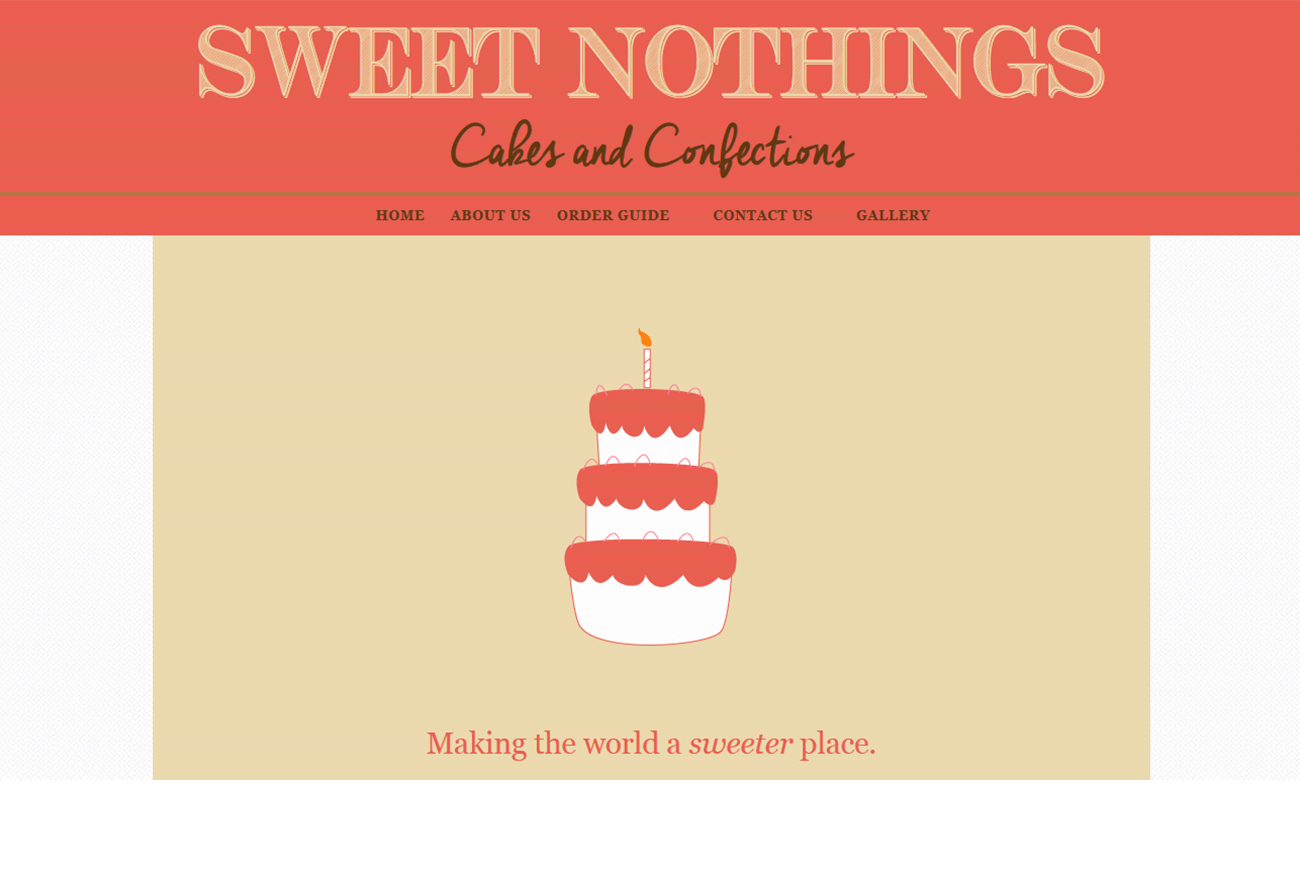 SWEET NOTHINGS
Cakes and Confections
HOME ABOUT US ORDER GUIDE CONTACT US GALLERY
Making the world a sweeter place.